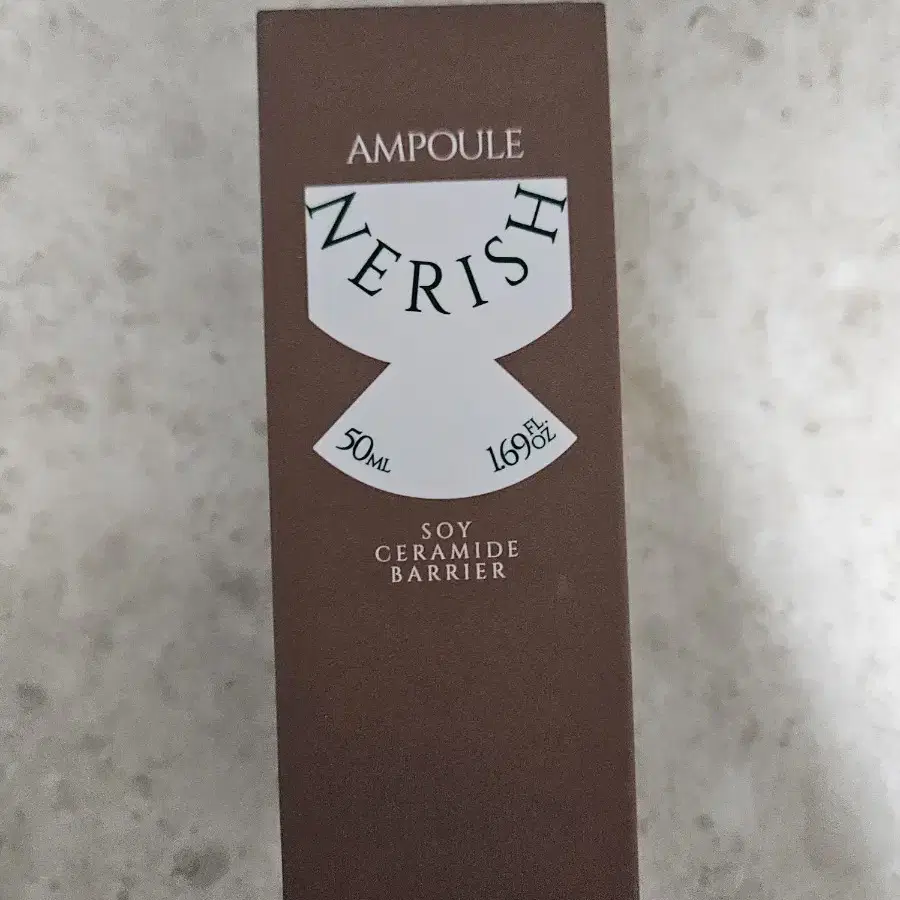 AMPOULE
NERISH
50ML
1.69 FL. OZ
SOY
CERAMIDE
BARRIER